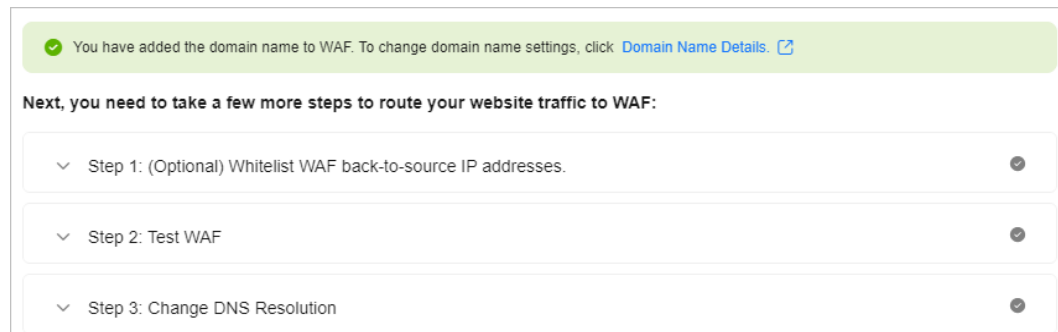 You have added the domain name to WAF. To change domain name settings, click Domain Name Details.
Next, you need to take a few more steps to route your website traffic to WAF:
Step 1: (Optional) Whitelist WAF back-to-source IP addresses.
Step 2: Test WAF
Step 3: Change DNS Resolution